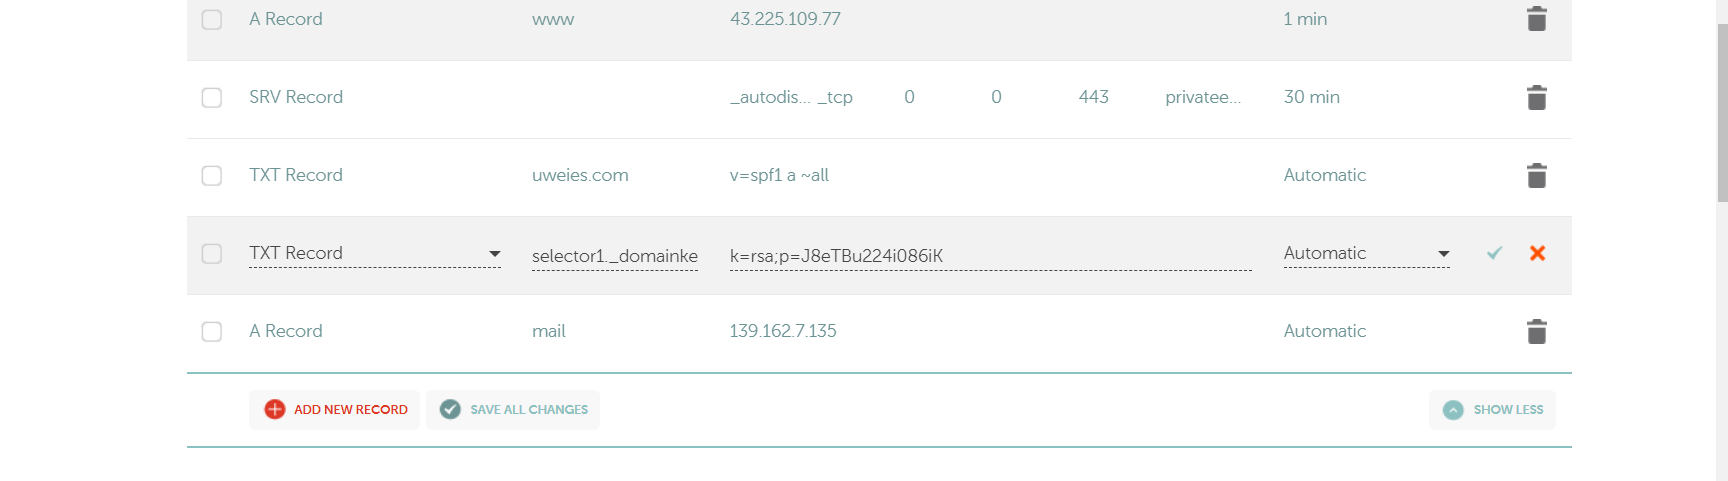 A Record www 43.225.109.77 1 min
SRV Record _autodis... _tcp 0 0 443 privatee... 30 min
TXT Record uweies.com v=spf1 a ~all Automatic
TXT Record selector1._domainke k=rsa;p=J8eTBu224i086iK Automatic
A Record mail 139.162.7.135 Automatic
ADD NEW RECORD SAVE ALL CHANGES SHOW LESS